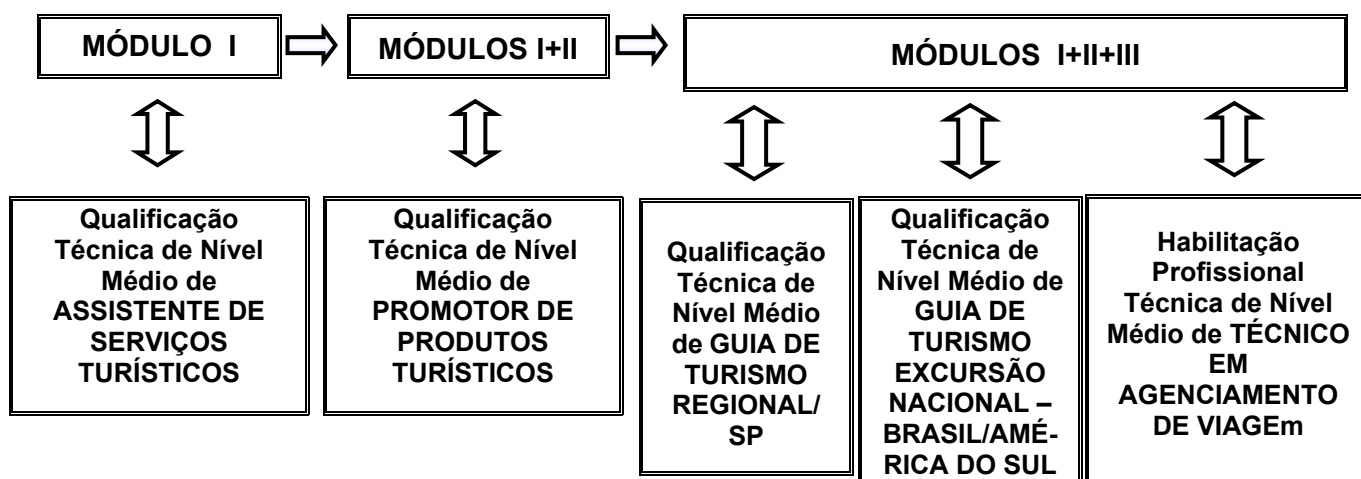 MÓDULO I
MÓDULOS I+II
MÓDULOS I+II+III
Qualificação
Técnica de Nível
Médio de
ASSISTENTE DE
SERVIÇOS
TURÍSTICOS
Qualificação
Técnica de Nível
Médio de
PROMOTOR DE
PRODUTOS
TURÍSTICOS
Qualificação
Técnica de
Nível Médio
de GUIA DE
TURISMO
REGIONAL/
SP
Qualificação
Técnica de
Nível Médio de
GUIA DE
TURISMO
EXCURSÃO
NACIONAL –
BRASIL/AMÉ-
RICA DO SUL
Habilitação
Profissional
Técnica de Nível
Médio de TÉCNICO
EM
AGENCIAMENTO
DE VIAGEm